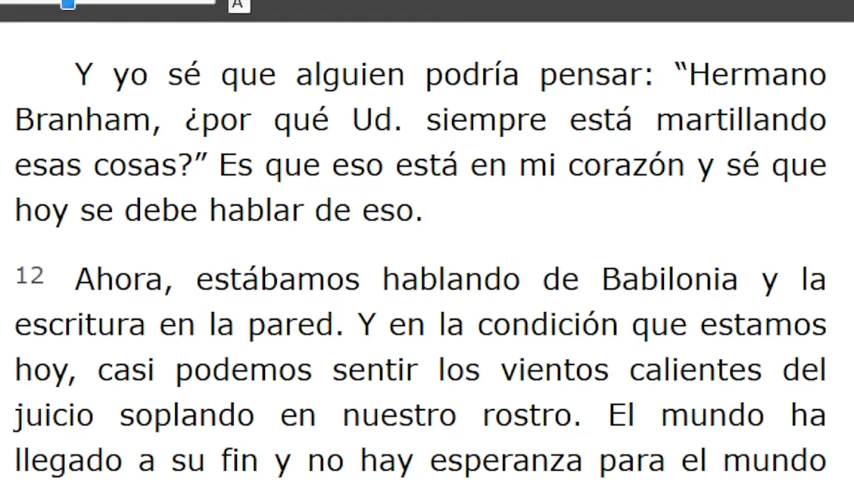 A
Y yo sé que alguien podría pensar: “Hermano
Branham, ¿por qué Ud. siempre está martillando
esas cosas?” Es que eso está en mi corazón y sé que
hoy se debe hablar de eso.
12 Ahora, estábamos hablando de Babilonia y la
escritura en la pared. Y en la condición que estamos
hoy, casi podemos sentir los vientos calientes del
juicio soplando en nuestro rostro. El mundo ha
llegado a su fin y no hay esperanza para el mundo